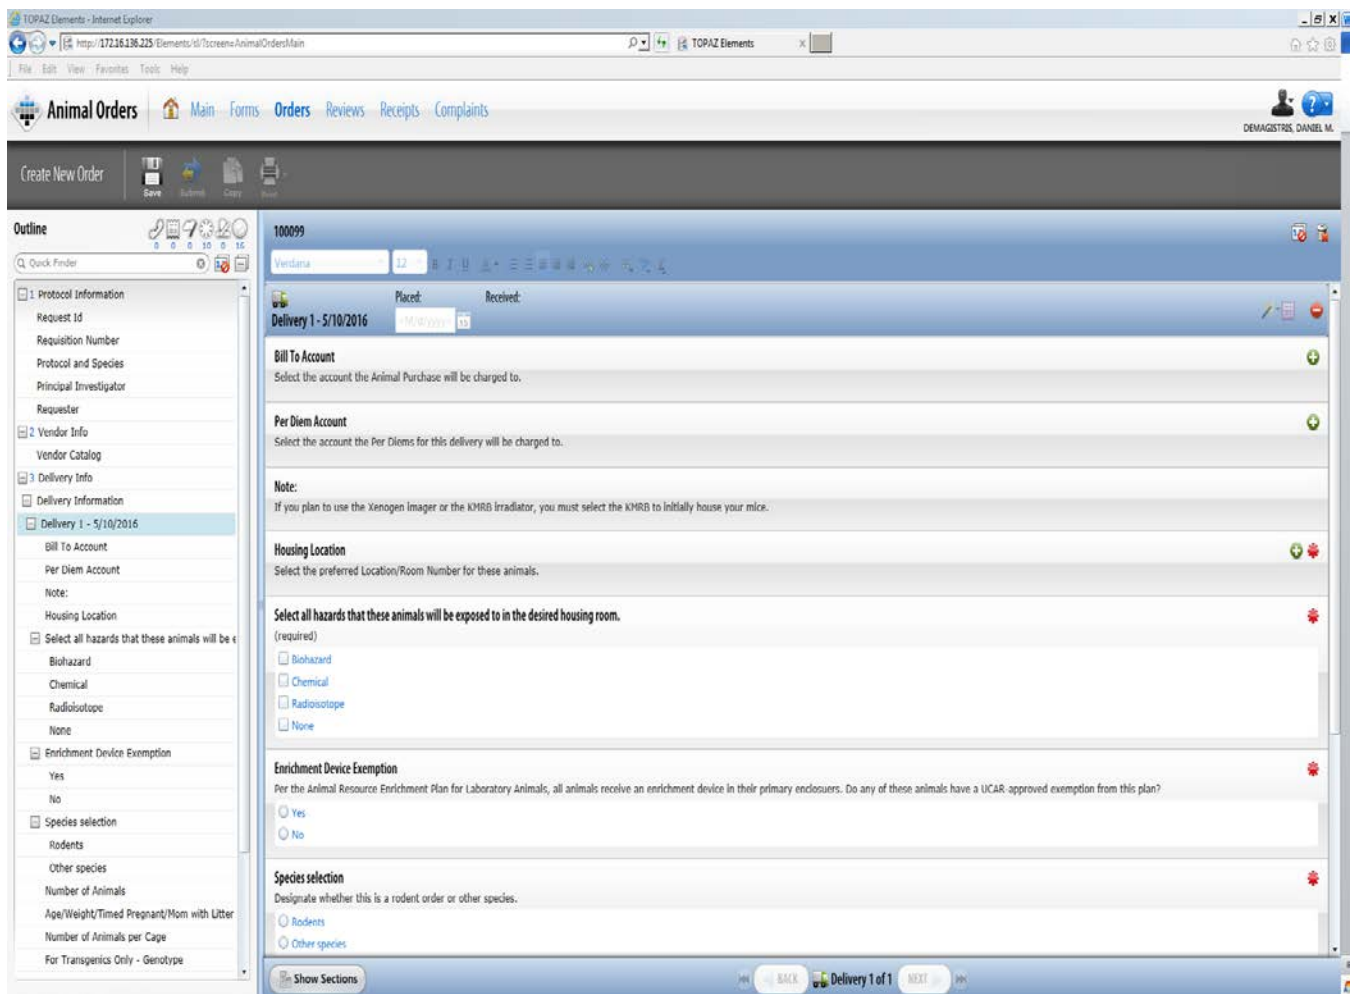 TOPAZ Elements - Internet Explorer
http://172.16.136.225/Elements/sl/?screen=AnimalOrdersMain
TOPAZ Elements
File Edit View Favorites Tools Help
Animal Orders Main Forms Orders Reviews Receipts Complaints
DEMAGISTRIS, DANIEL M.
Create New Order
Save Submit Copy
Outline
0 0 0 10 0 16
Quick Finder
1 Protocol Information
Request Id
Requisition Number
Protocol and Species
Principal Investigator
Requester
2 Vendor Info
Vendor Catalog
3 Delivery Info
Delivery Information
Delivery 1 - 5/10/2016
Bill To Account
Per Diem Account
Note:
Housing Location
Select all hazards that these animals will be e
Biohazard
Chemical
Radioisotope
None
Enrichment Device Exemption
Yes
No
Species selection
Rodents
Other species
Number of Animals
Age/Weight/Timed Pregnant/Mom with Litter
Number of Animals per Cage
For Transgenics Only - Genotype
100099
Verdana 12 B I U
Placed: Received:
Delivery 1 - 5/10/2016
15
Bill To Account
Select the account the Animal Purchase will be charged to.
Per Diem Account
Select the account the Per Diems for this delivery will be charged to.
Note:
If you plan to use the Xenogen imager or the KMRB irradiator, you must select the KMRB to initially house your mice.
Housing Location
Select the preferred Location/Room Number for these animals.
Select all hazards that these animals will be exposed to in the desired housing room.
(required)
Biohazard
Chemical
Radioisotope
None
Enrichment Device Exemption
Per the Animal Resource Enrichment Plan for Laboratory Animals, all animals receive an enrichment device in their primary enclosuers. Do any of these animals have a UCAR-approved exemption from this plan?
Yes
No
Species selection
Designate whether this is a rodent order or other species.
Rodents
Other species
Show Sections
BACK Delivery 1 of 1 NEXT